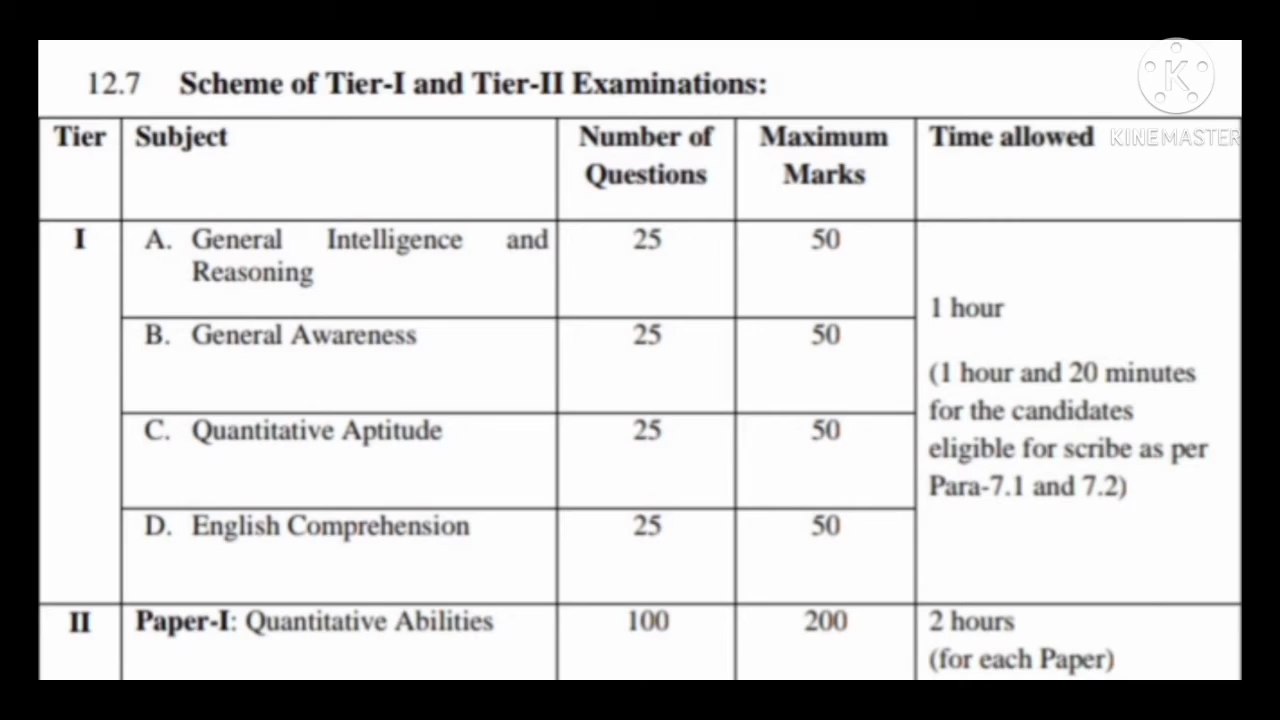 12.7 Scheme of Tier-I and Tier-II Examinations:
K
KINEMASTER
Tier Subject Number of Questions Maximum Marks Time allowed
I A. General Intelligence and Reasoning 25 50
B. General Awareness 25 50
C. Quantitative Aptitude 25 50
D. English Comprehension 25 50
1 hour
(1 hour and 20 minutes
for the candidates
eligible for scribe as per
Para-7.1 and 7.2)
II Paper-I: Quantitative Abilities 100 200 2 hours
(for each Paper)